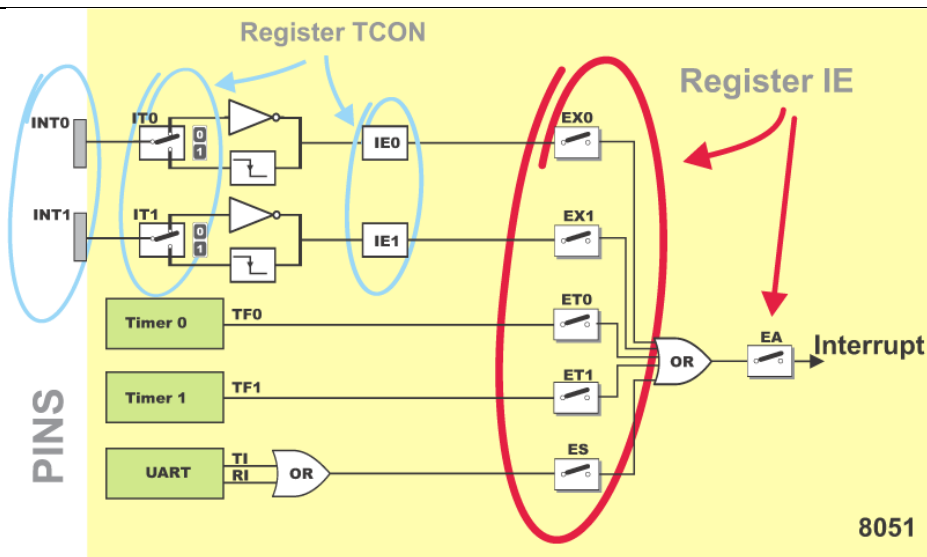 Register TCON
Register IE
INT0
IT0
0
1
IE0
EX0
INT1
IT1
0
1
IE1
EX1
Timer 0
TF0
ET0
OR
EA
Interrupt
Timer 1
TF1
ET1
PINS
UART
TI
RI
OR
ES
8051